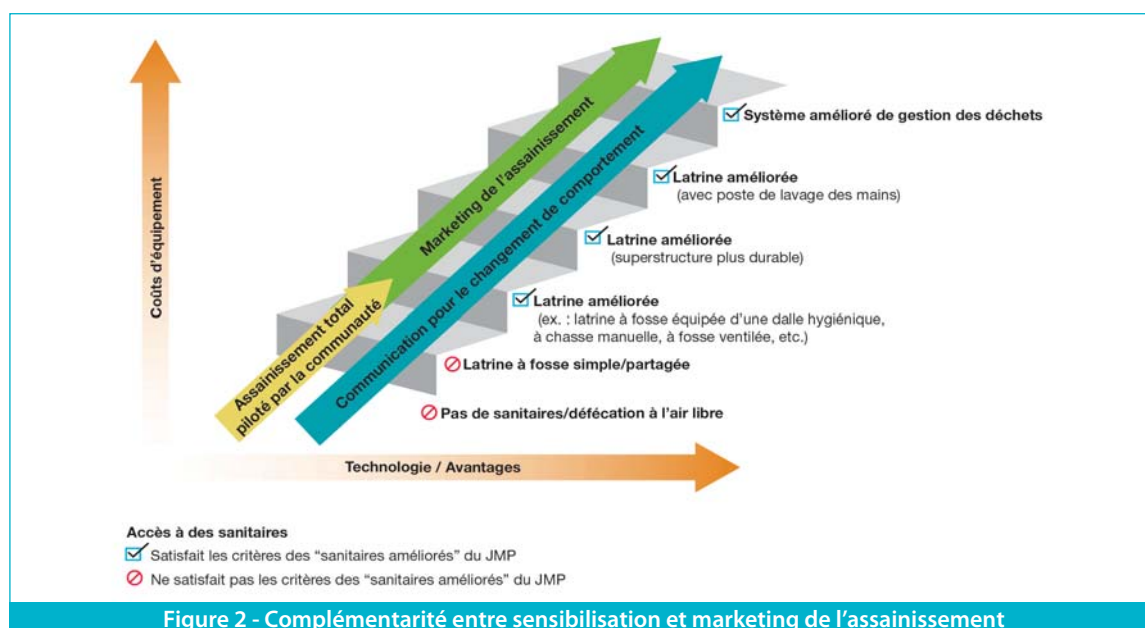 Coûts d'équipement
Assainissement total
piloté par la communauté
Marketing de l'assainissement
Communication pour le changement de comportement
Système amélioré de gestion des déchets
Latrine améliorée
(avec poste de lavage des mains)
Latrine améliorée
(superstructure plus durable)
Latrine améliorée
(ex. : latrine à fosse équipée d'une dalle hygiénique,
à chasse manuelle, à fosse ventilée, etc.)
Latrine à fosse simple/partagée
Pas de sanitaires/défécation à l'air libre
Technologie / Avantages
Accès à des sanitaires
Satisfait les critères des "sanitaires améliorés" du JMP
Ne satisfait pas les critères des "sanitaires améliorés" du JMP
Figure 2 - Complémentarité entre sensibilisation et marketing de l'assainissement